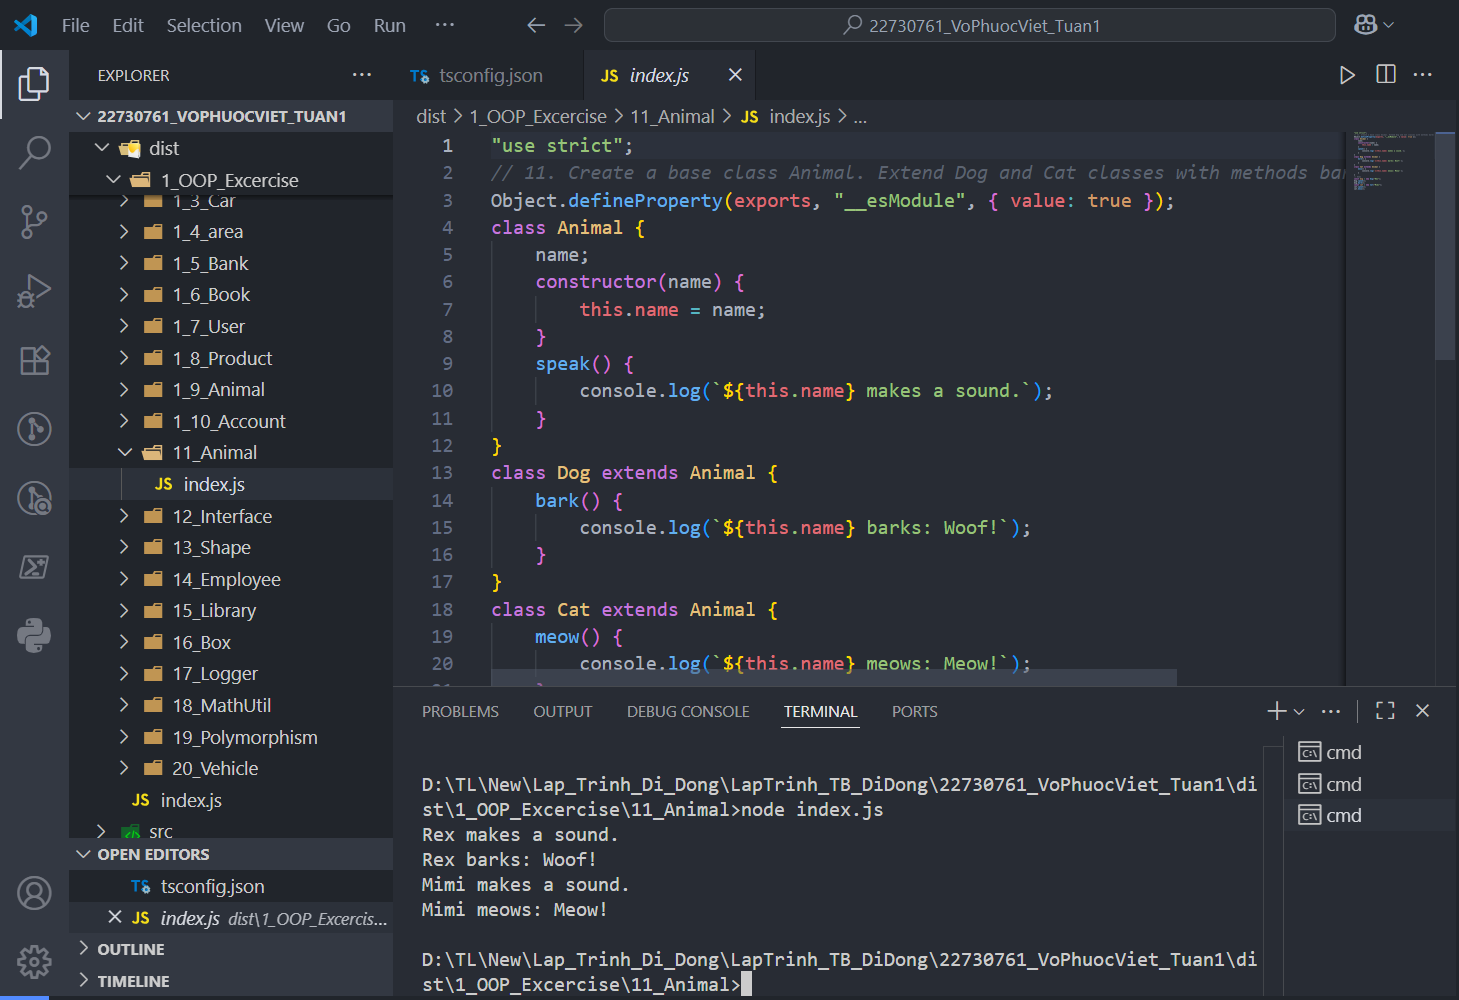 File Edit Selection View Go Run ···
22730761_VoPhuocViet_Tuan1
EXPLORER
22730761_VOPHUOCVIET_TUAN1
dist
1_OOP_Excercise
1_3_Car
1_4_area
1_5_Bank
1_6_Book
1_7_User
1_8_Product
1_9_Animal
1_10_Account
11_Animal
JS index.js
12_Interface
13_Shape
14_Employee
15_Library
16_Box
17_Logger
18_MathUtil
19_Polymorphism
20_Vehicle
JS index.js
src
OPEN EDITORS
TS tsconfig.json
JS index.js dist\1_OOP_Excercis...
OUTLINE
TIMELINE
TS tsconfig.json
JS index.js
dist > 1_OOP_Excercise > 11_Animal > JS index.js > ...
1 "use strict";
2 // 11. Create a base class Animal. Extend Dog and Cat classes with methods bar
3 Object.defineProperty(exports, "__esModule", { value: true });
4 class Animal {
5 name;
6 constructor(name) {
7 this.name = name;
8 }
9 speak() {
10 console.log(`${this.name} makes a sound.`);
11 }
12 }
13 class Dog extends Animal {
14 bark() {
15 console.log(`${this.name} barks: Woof!`);
16 }
17 }
18 class Cat extends Animal {
19 meow() {
20 console.log(`${this.name} meows: Meow!`);
PROBLEMS OUTPUT DEBUG CONSOLE TERMINAL PORTS
D:\TL\New\Lap_Trinh_Di_Dong\LapTrinh_TB_DiDong\22730761_VoPhuocViet_Tuan1\di
st\1_OOP_Excercise\11_Animal>node index.js
Rex makes a sound.
Rex barks: Woof!
Mimi makes a sound.
Mimi meows: Meow!
D:\TL\New\Lap_Trinh_Di_Dong\LapTrinh_TB_DiDong\22730761_VoPhuocViet_Tuan1\di
st\1_OOP_Excercise\11_Animal>
cmd
cmd
cmd